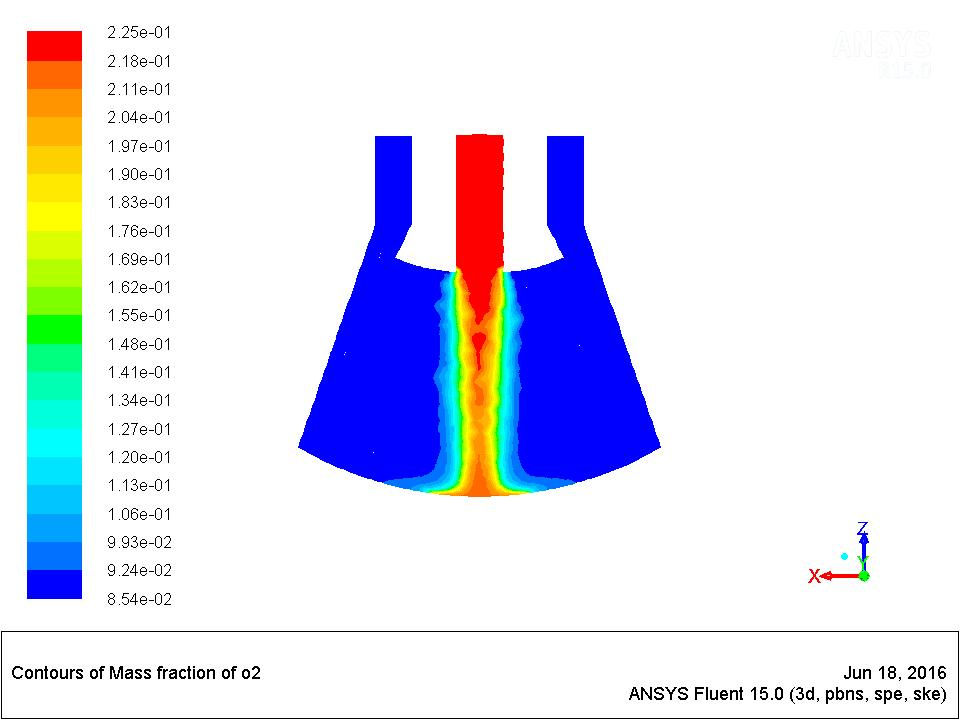 2.25e-01
2.18e-01
2.11e-01
2.04e-01
1.97e-01
1.90e-01
1.83e-01
1.76e-01
1.69e-01
1.62e-01
1.55e-01
1.48e-01
1.41e-01
1.34e-01
1.27e-01
1.20e-01
1.13e-01
1.06e-01
9.93e-02
9.24e-02
8.54e-02
ANSYS
R15.0
Z
Y
X
Contours of Mass fraction of o2
Jun 18, 2016
ANSYS Fluent 15.0 (3d, pbns, spe, ske)